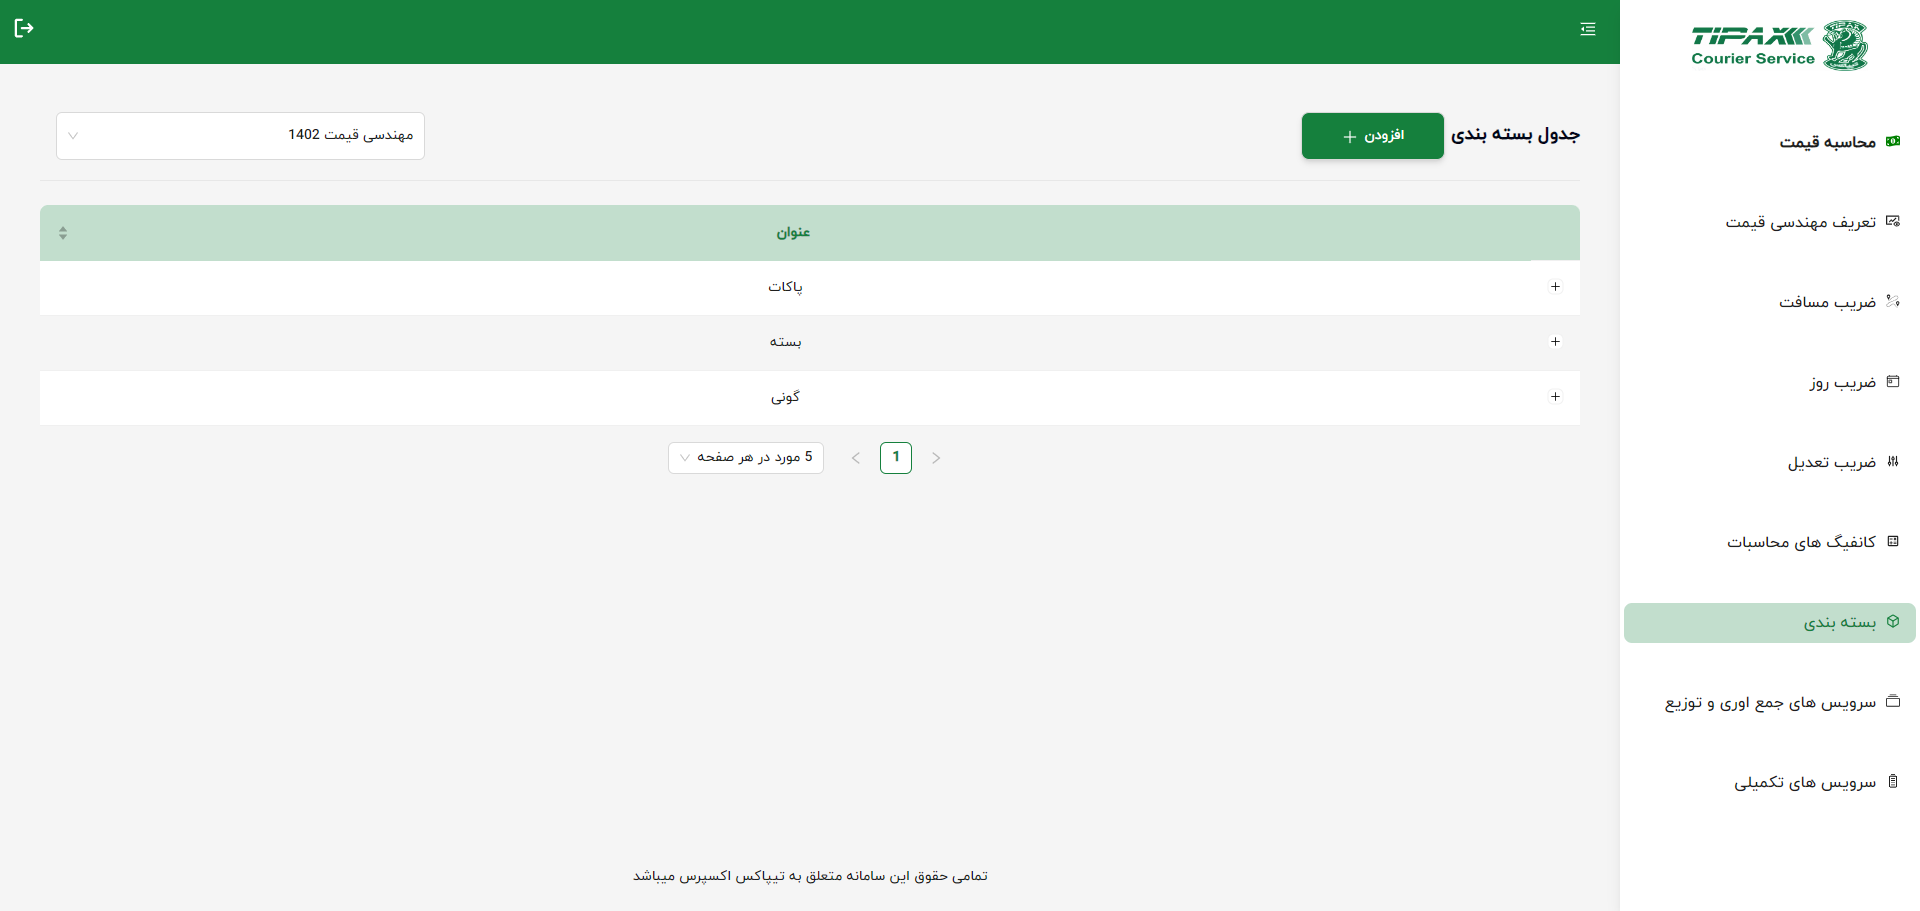 TIPAX
Courier Service
محاسبه قیمت
تعریف مهندسی قیمت
ضریب مسافت
ضریب روز
ضریب تعدیل
کانفیگ های محاسبات
بسته بندی
سرویس های جمع اوری و توزیع
سرویس های تکمیلی
جدول بسته بندی
افزودن
مهندسی قیمت 1402
عنوان
پاکات
بسته
گونی
1
5 مورد در هر صفحه
تمامی حقوق این سامانه متعلق به تیپاکس اکسپرس میباشد